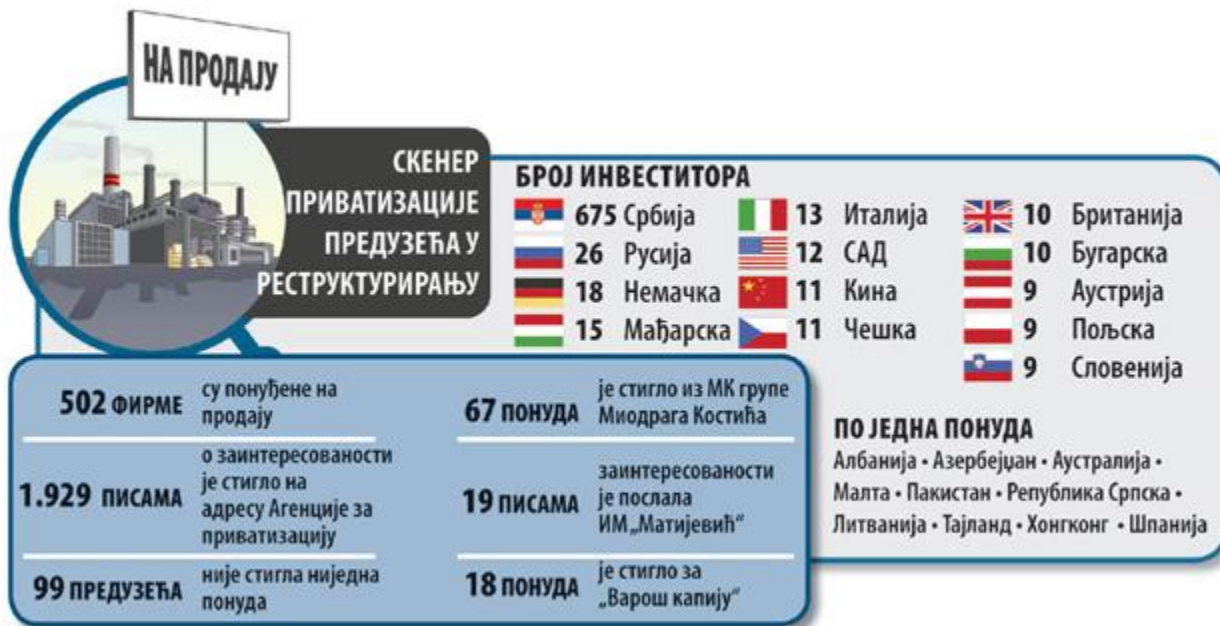 НА ПРОДАЈУ
СКЕНЕР
ПРИВАТИЗАЦИЈЕ
ПРЕДУЗЕЋА У
РЕСТРУКТУРИРАЊУ
БРОЈ ИНВЕСТИТОРА
675 Србија
26 Русија
18 Немачка
15 Мађарска
13 Италија
12 САД
11 Кина
11 Чешка
10 Британија
10 Бугарска
9 Аустрија
9 Пољска
9 Словенија
502 ФИРМЕ
су понуђене на
продају
1.929 ПИСАМА
о заинтересованости
је стигло на
адресу Агенције за
приватизацију
99 ПРЕДУЗЕЋА
није стигла ниједна
понуда
67 ПОНУДА
је стигло из МК групе
Миодрага Костића
19 ПИСАМА
заинтересованости
је послала
ИМ „Матијевић“
18 ПОНУДА
је стигло за
„Варош капију“
ПО ЈЕДНА ПОНУДА
Албанија • Азербејџан • Аустралија •
Малта • Пакистан • Република Српска •
Литванија • Тајланд • Хонгконг • Шпанија